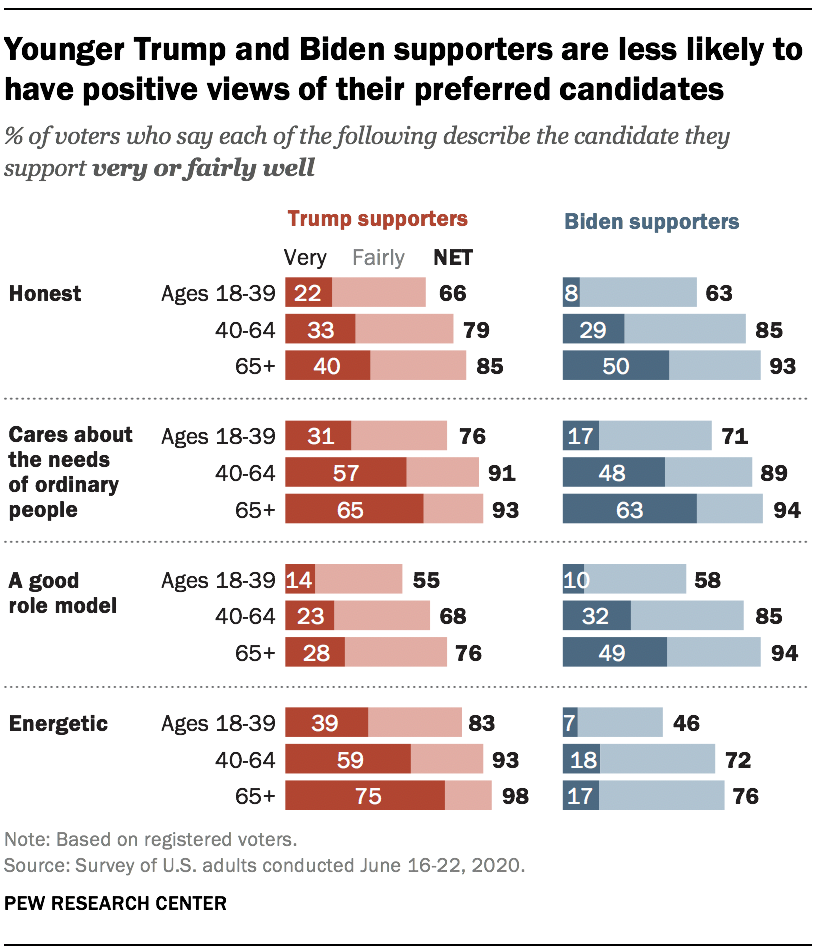 Younger Trump and Biden supporters are less likely to
have positive views of their preferred candidates
% of voters who say each of the following describe the candidate they
support very or fairly well
Trump supporters Biden supporters
Very Fairly NET
Honest Ages 18-39 22 66 8 63
40-64 33 79 29 85
65+ 40 85 50 93
Cares about
the needs
of ordinary
people
Ages 18-39 31 76 17 71
40-64 57 91 48 89
65+ 65 93 63 94
A good
role model
Ages 18-39 14 55 10 58
40-64 23 68 32 85
65+ 28 76 49 94
Energetic Ages 18-39 39 83 7 46
40-64 59 93 18 72
65+ 75 98 17 76
Note: Based on registered voters.
Source: Survey of U.S. adults conducted June 16-22, 2020.
PEW RESEARCH CENTER